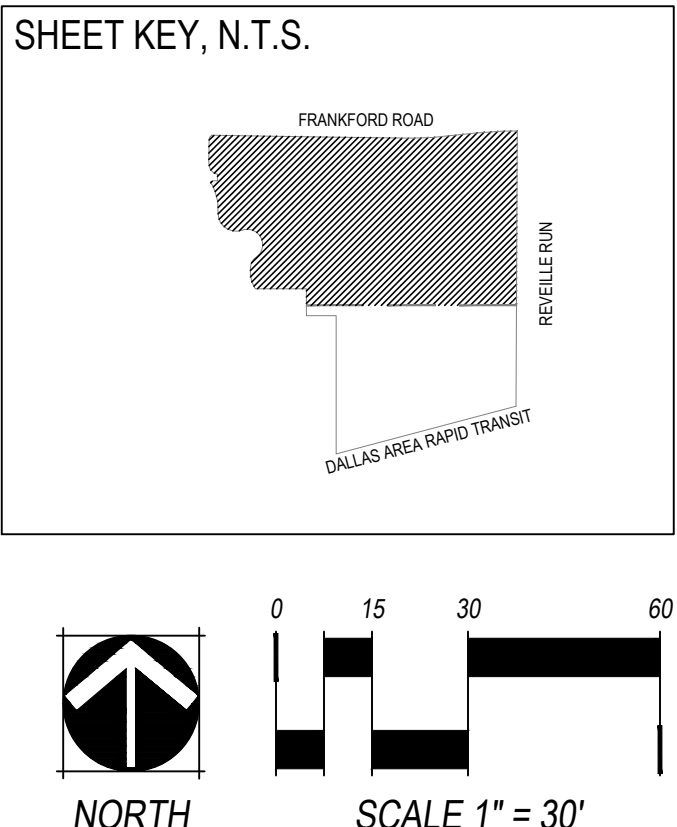 SHEET KEY, N.T.S.
FRANKFORD ROAD
REVEILLE RUN
DALLAS AREA RAPID TRANSIT
0 15 30 60
NORTH
SCALE 1" = 30'